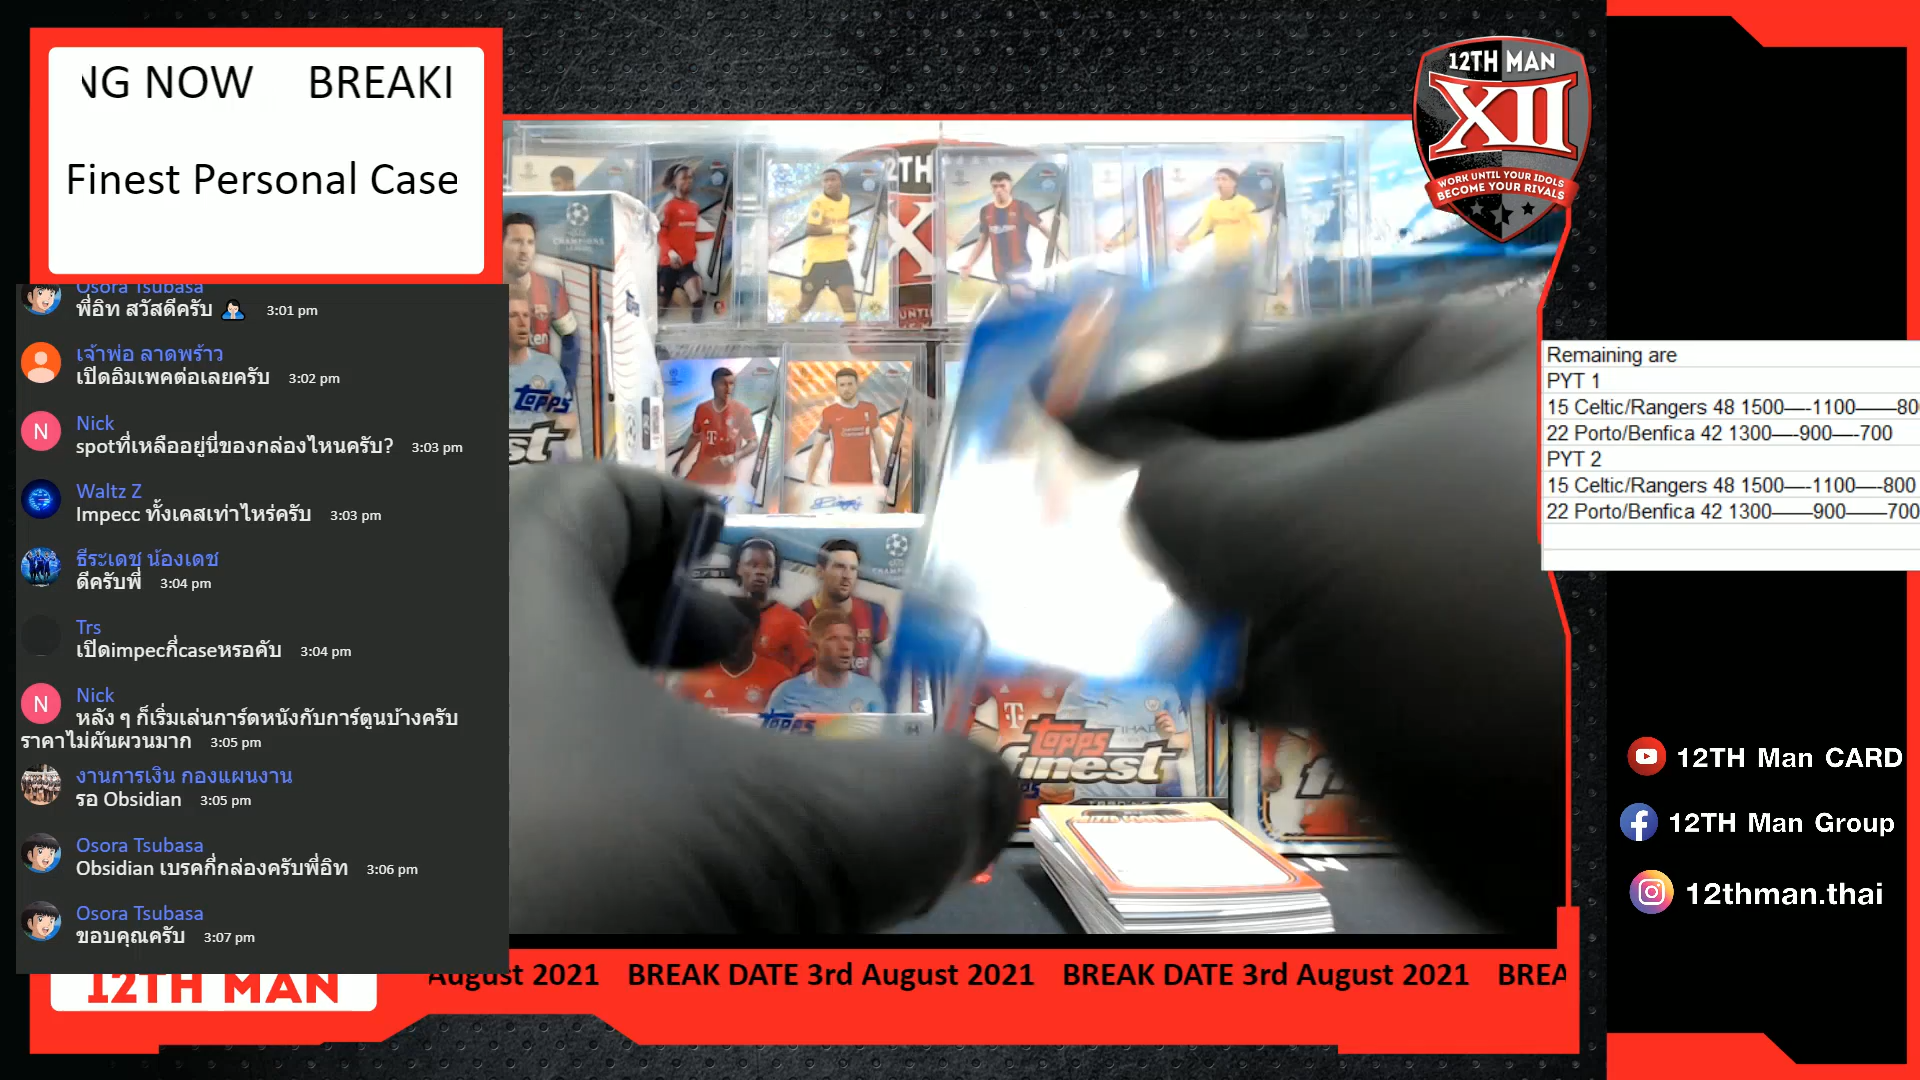 NG NOW BREAKI
Finest Personal Case
Osora Tsubasa
พี่อิท สวัสดีครับ 3:01 pm
เจ้าพ่อ ลาดพร้าว
เปิดอิมเพคต่อเลยครับ 3:02 pm
N
Nick
spotที่เหลืออยู่นี่ของกล่องไหนครับ? 3:03 pm
Waltz Z
Impecc ทั้งเคสเท่าไหร่ครับ 3:03 pm
ธีระเดช น้องเดช
ดีครับพี่ 3:04 pm
Trs
เปิดimpecกี่caseหรอคับ 3:04 pm
N
Nick
หลัง ๆ ก็เริ่มเล่นการ์ดหนังกับการ์ตูนบ้างครับ
ราคาไม่ผันผวนมาก 3:05 pm
งานการเงิน กองแผนงาน
รอ Obsidian 3:05 pm
Osora Tsubasa
Obsidian เบรคกี่กล่องครับพี่อิท 3:06 pm
Osora Tsubasa
ขอบคุณครับ 3:07 pm
12TH MAN
August 2021 BREAK DATE 3rd August 2021 BREAK DATE 3rd August 2021 BREA
12TH MAN
XII
WORK UNTIL YOUR IDOLS
BECOME YOUR RIVALS
CHAMPIONS
LEAGUE
Topps
Topps
Topps
finest
Remaining are
PYT 1
15 Celtic/Rangers 48 1500----1100------80
22 Porto/Benfica 42 1300----900----700
PYT 2
15 Celtic/Rangers 48 1500----1100----800
22 Porto/Benfica 42 1300------900------700
12TH Man CARD
12TH Man Group
12thman.thai